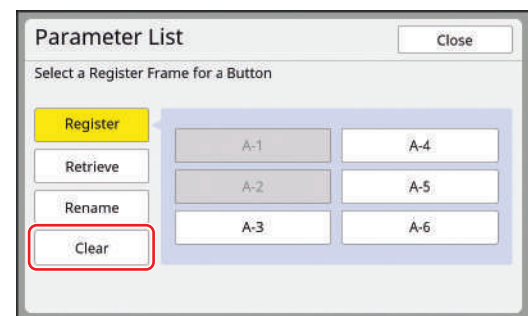 Parameter List
Close
Select a Register Frame for a Button
Register
Retrieve
Rename
Clear
A-1
A-4
A-2
A-5
A-3
A-6